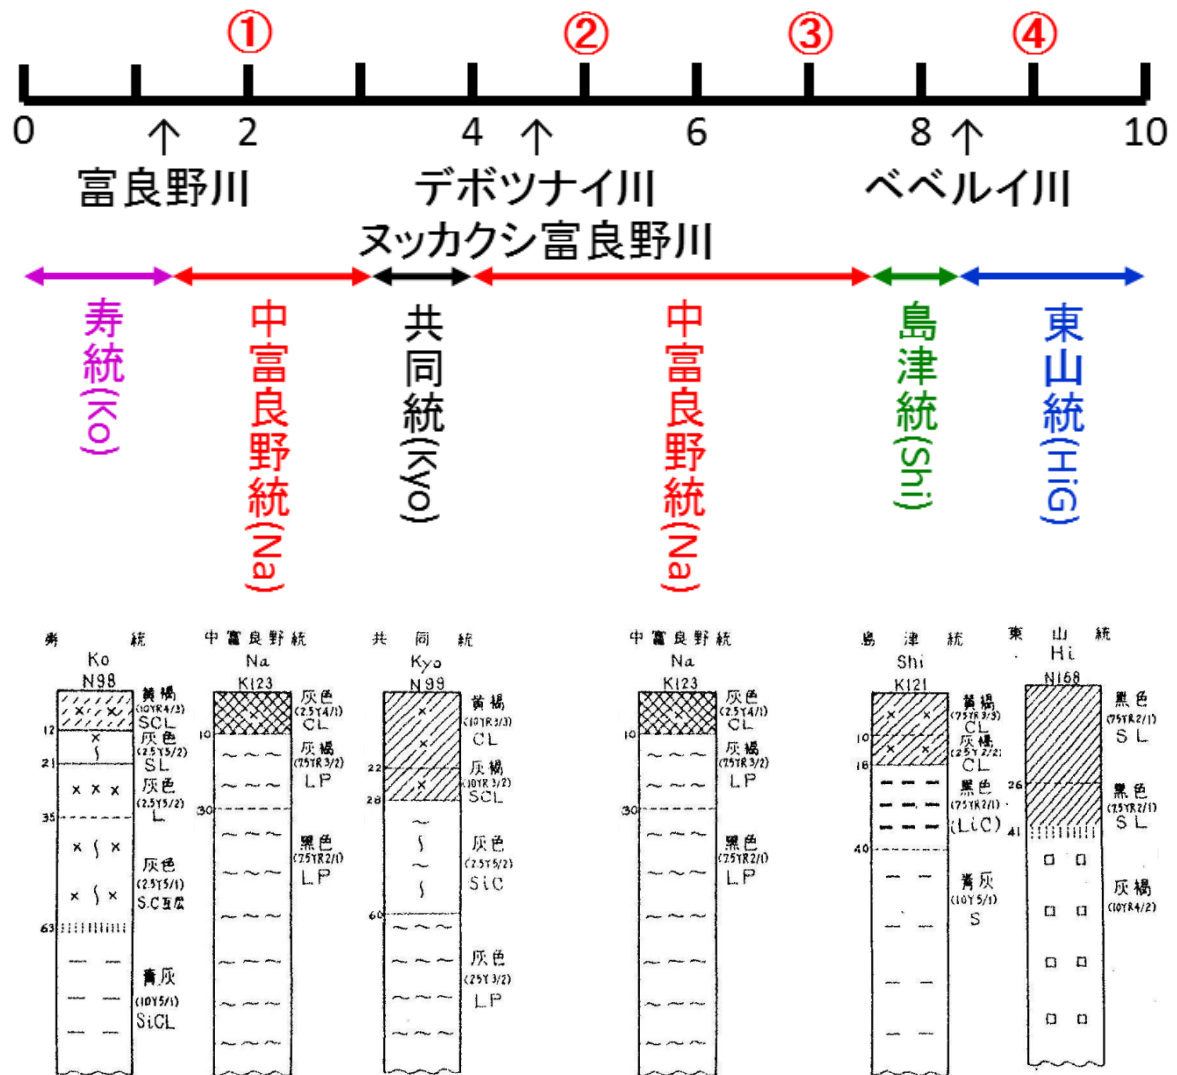 ① ② ③ ④
0 2 4 6 8 10
↑ ↑ ↑
富良野川 デボツナイ川 ベベルイ川
ヌッカクシ富良野川
寿統(Ko)
中富良野統(Na)
共同統(Kyo)
中富良野統(Na)
島津統(Shi)
東山統(HiG)
寿統
Ko
N98
黄褐
(10YR4/3)
SCL
12
灰色
(2.5Y5/2)
SL
21
灰色
(2.5Y5/2)
L
35
灰色
(2.5Y5/1)
S.C互層
63
青灰
(10Y5/1)
SiCL
中富良野統
Na
K123
灰色
(2.5Y4/1)
CL
10
灰褐
(7.5YR3/2)
LP
30
黒色
(7.5YR2/1)
LP
共同統
Kyo
N99
黄褐
(10YR3/3)
CL
22
灰褐
(10YR3/2)
SCL
28
灰色
(2.5Y5/2)
SiC
60
灰色
(2.5Y3/2)
LP
中富良野統
Na
K123
灰色
(2.5Y4/1)
CL
10
灰褐
(7.5YR3/2)
LP
30
黒色
(7.5YR2/1)
LP
島津統
Shi
K121
黄褐
(7.5YR3/3)
CL
10
灰褐
CL
18
黒色
(7.5YR2/1)
(LiC)
40
青灰
(10Y5/1)
S
東山統
Hi
N168
黒色
(7.5YR2/1)
SL
26
黒色
(7.5YR2/1)
SL
41
灰褐
(10YR4/2)